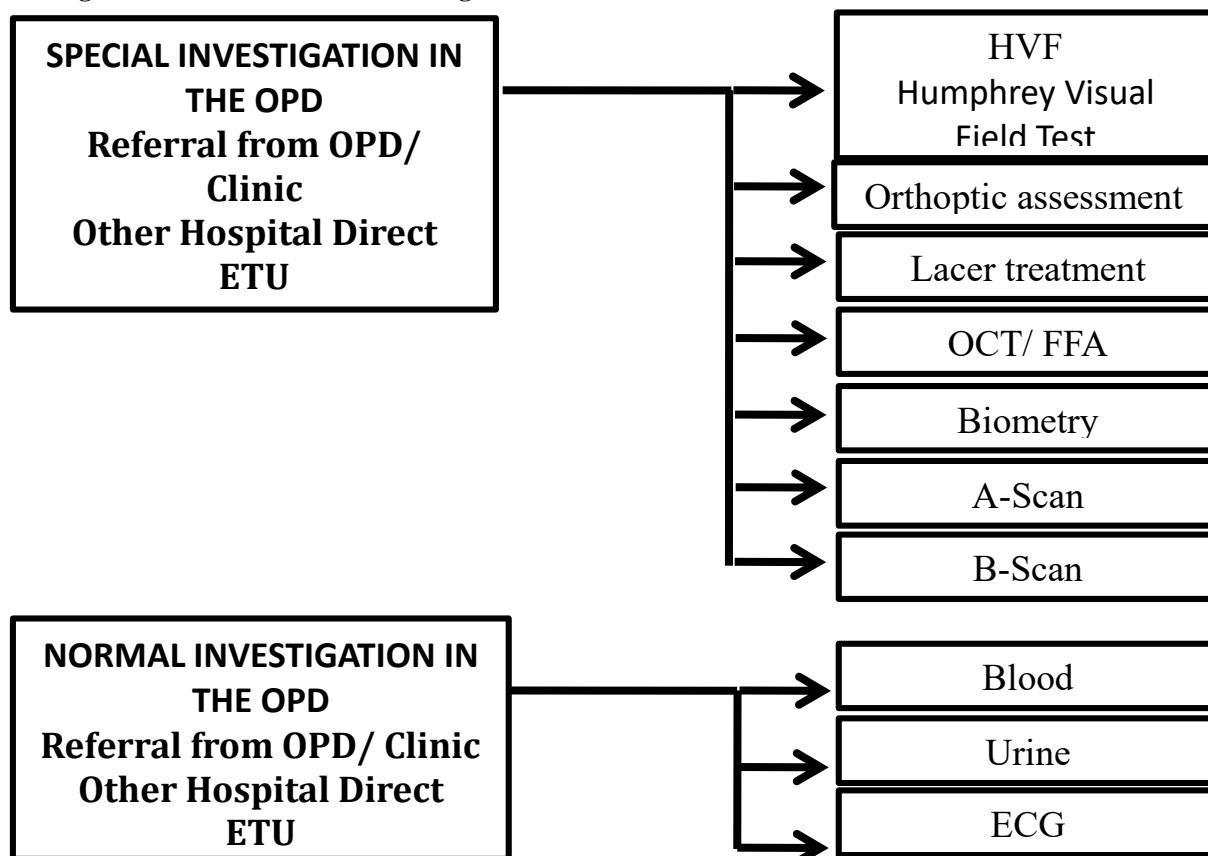 SPECIAL INVESTIGATION IN
THE OPD
Referral from OPD/
Clinic
Other Hospital Direct
ETU
HVF
Humphrey Visual
Field Test
Orthoptic assessment
Lacer treatment
OCT/ FFA
Biometry
A-Scan
B-Scan
NORMAL INVESTIGATION IN
THE OPD
Referral from OPD/ Clinic
Other Hospital Direct
ETU
Blood
Urine
ECG